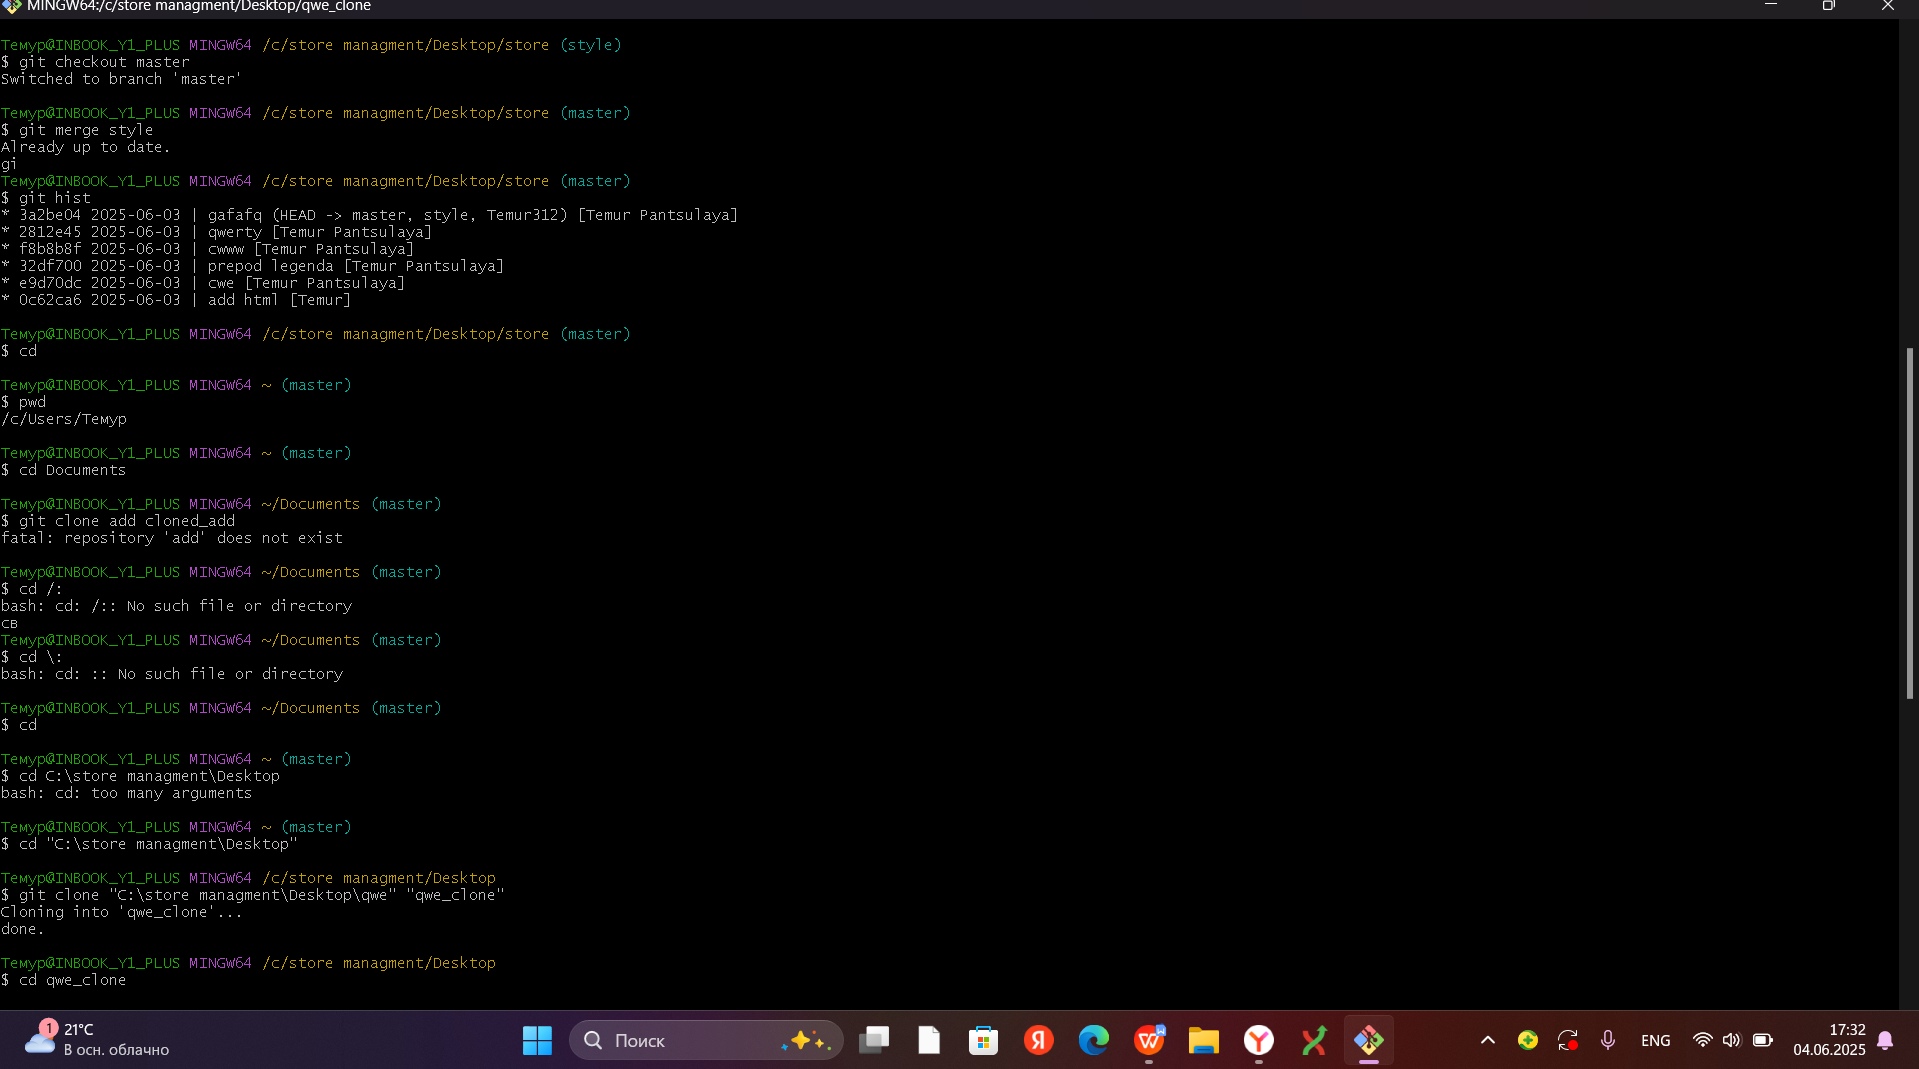 MINGW64:/c/store managment/Desktop/qwe_clone
Темур@INBOOK_Y1_PLUS MINGW64 /c/store managment/Desktop/store (style)
$ git checkout master
Switched to branch 'master'
Темур@INBOOK_Y1_PLUS MINGW64 /c/store managment/Desktop/store (master)
$ git merge style
Already up to date.
gi
Темур@INBOOK_Y1_PLUS MINGW64 /c/store managment/Desktop/store (master)
$ git hist
* 3a2be04 2025-06-03 | gafafq (HEAD -> master, style, Temur312) [Temur Pantsulaya]
* 2812e45 2025-06-03 | qwerty [Temur Pantsulaya]
* f8b8b8f 2025-06-03 | cwww [Temur Pantsulaya]
* 32df700 2025-06-03 | prepod legenda [Temur Pantsulaya]
* e9d70dc 2025-06-03 | cwe [Temur Pantsulaya]
* 0c62ca6 2025-06-03 | add html [Temur]
Темур@INBOOK_Y1_PLUS MINGW64 /c/store managment/Desktop/store (master)
$ cd
Темур@INBOOK_Y1_PLUS MINGW64 ~ (master)
$ pwd
/c/Users/Темур
Темур@INBOOK_Y1_PLUS MINGW64 ~ (master)
$ cd Documents
Темур@INBOOK_Y1_PLUS MINGW64 ~/Documents (master)
$ git clone add cloned_add
fatal: repository 'add' does not exist
Темур@INBOOK_Y1_PLUS MINGW64 ~/Documents (master)
$ cd /:
bash: cd: /:: No such file or directory
св
Темур@INBOOK_Y1_PLUS MINGW64 ~/Documents (master)
$ cd \:
bash: cd: :: No such file or directory
Темур@INBOOK_Y1_PLUS MINGW64 ~/Documents (master)
$ cd
Темур@INBOOK_Y1_PLUS MINGW64 ~ (master)
$ cd C:\store managment\Desktop
bash: cd: too many arguments
Темур@INBOOK_Y1_PLUS MINGW64 ~ (master)
$ cd "C:\store managment\Desktop"
Темур@INBOOK_Y1_PLUS MINGW64 /c/store managment/Desktop
$ git clone "C:\store managment\Desktop\qwe" "qwe_clone"
Cloning into 'qwe_clone'...
done.
Темур@INBOOK_Y1_PLUS MINGW64 /c/store managment/Desktop
$ cd qwe_clone
1
21°C
В осн. облачно
Поиск
Я
W
Y
ENG
17:32
04.06.2025